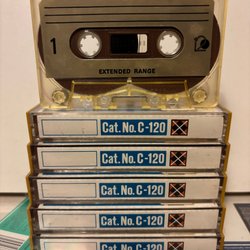 1
EXTENDED RANGE
Cat. No. C-120
Cat. No. C-120
Cat. No. C-120
Cat. No. C-120
Cat. No. C-120